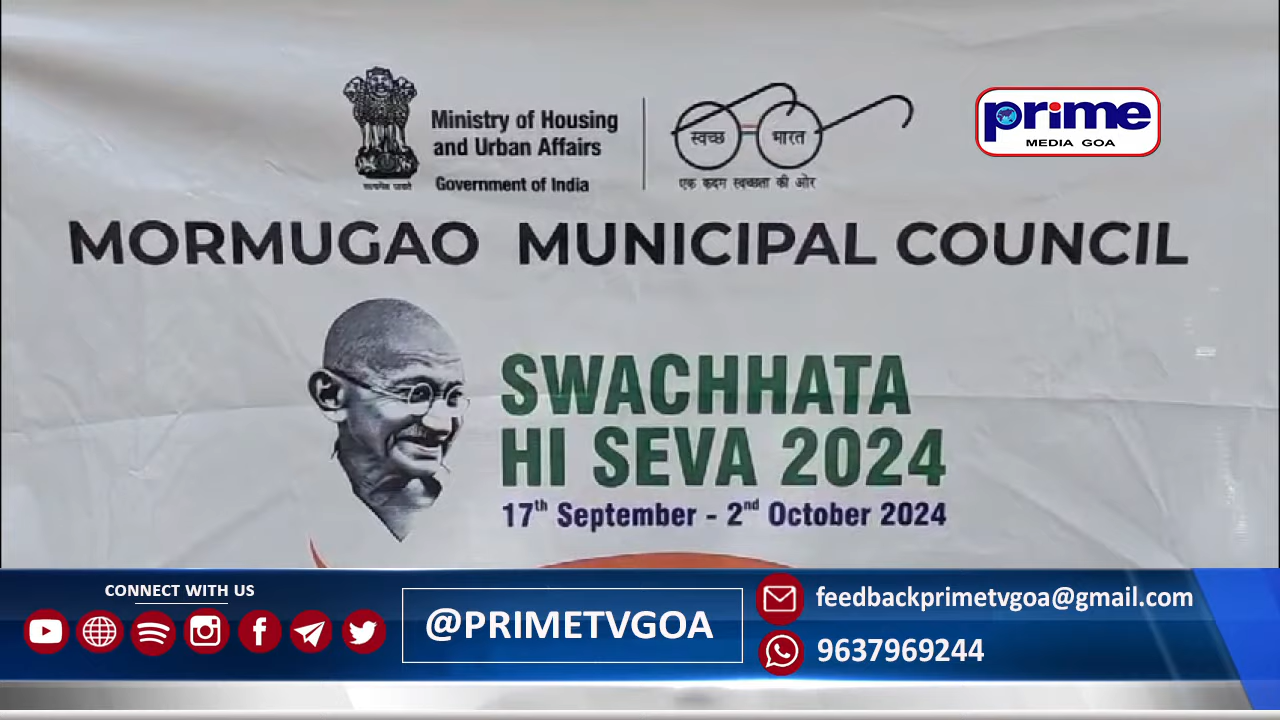 Ministry of Housing
and Urban Affairs
Government of India
स्वच्छ भारत
एक कदम स्वच्छता की ओर
prime
MEDIA GOA
MORMUGAO MUNICIPAL COUNCIL
SWACHHATA
HI SEVA 2024
17th September - 2nd October 2024
CONNECT WITH US
@PRIMETVGOA
feedbackprimetvgoa@gmail.com
9637969244